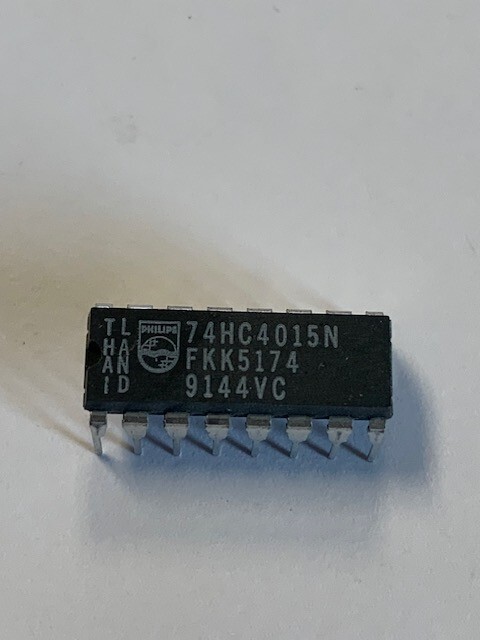 TL
HA
AN
ID
PHILIPS
74HC4015N
FKK5174
9144VC